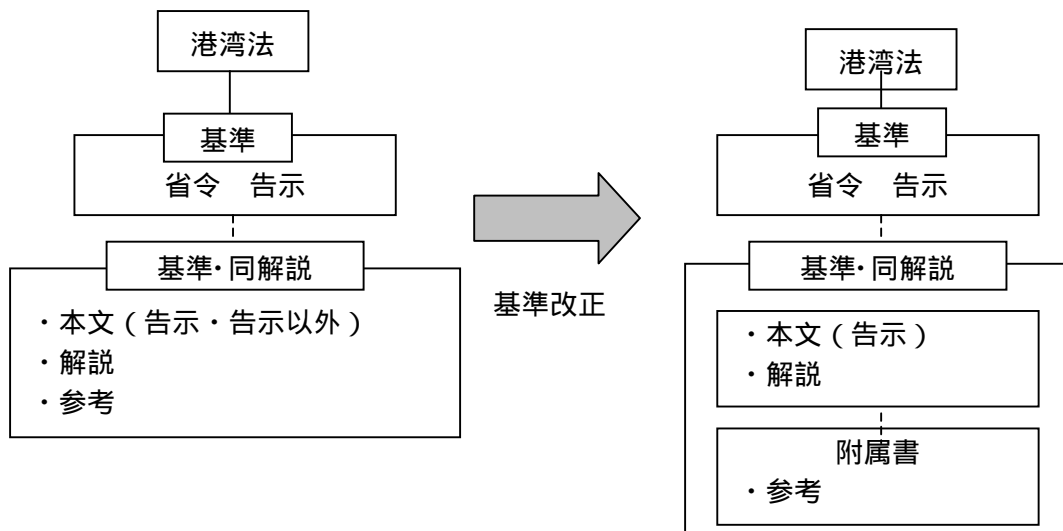 港湾法
基準
省令　告示
基準・同解説
・本文（告示・告示以外）
・解説
・参考
基準改正
港湾法
基準
省令　告示
基準・同解説
・本文（告示）
・解説
附属書
・参考